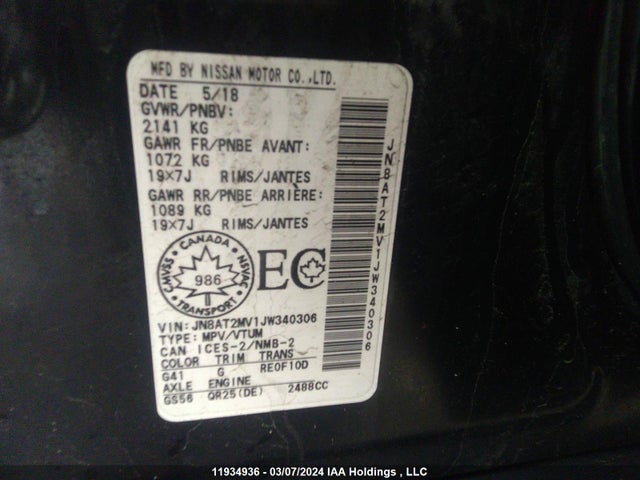 MFD BY NISSAN MOTOR CO.,LTD.
DATE 5/18
GVWR/PNBV:
2141 KG
GAWR FR/PNBE AVANT:
1072 KG
19×7J RIMS/JANTES
GAWR RR/PNBE ARRIÈRE:
1089 KG
19×7J RIMS/JANTES
CANADA
CMVSS NSVAC
986
TRANSPORT
EC
VIN:JN8AT2MV1JW340306
TYPE:MPV/VTUM
CAN ICES-2/NMB-2
COLOR TRIM TRANS
G41 G RE0F10D
AXLE ENGINE
GS56 QR25(DE) 2488CC
JN8AT2MV1JW340306
11934936 - 03/07/2024 IAA Holdings , LLC